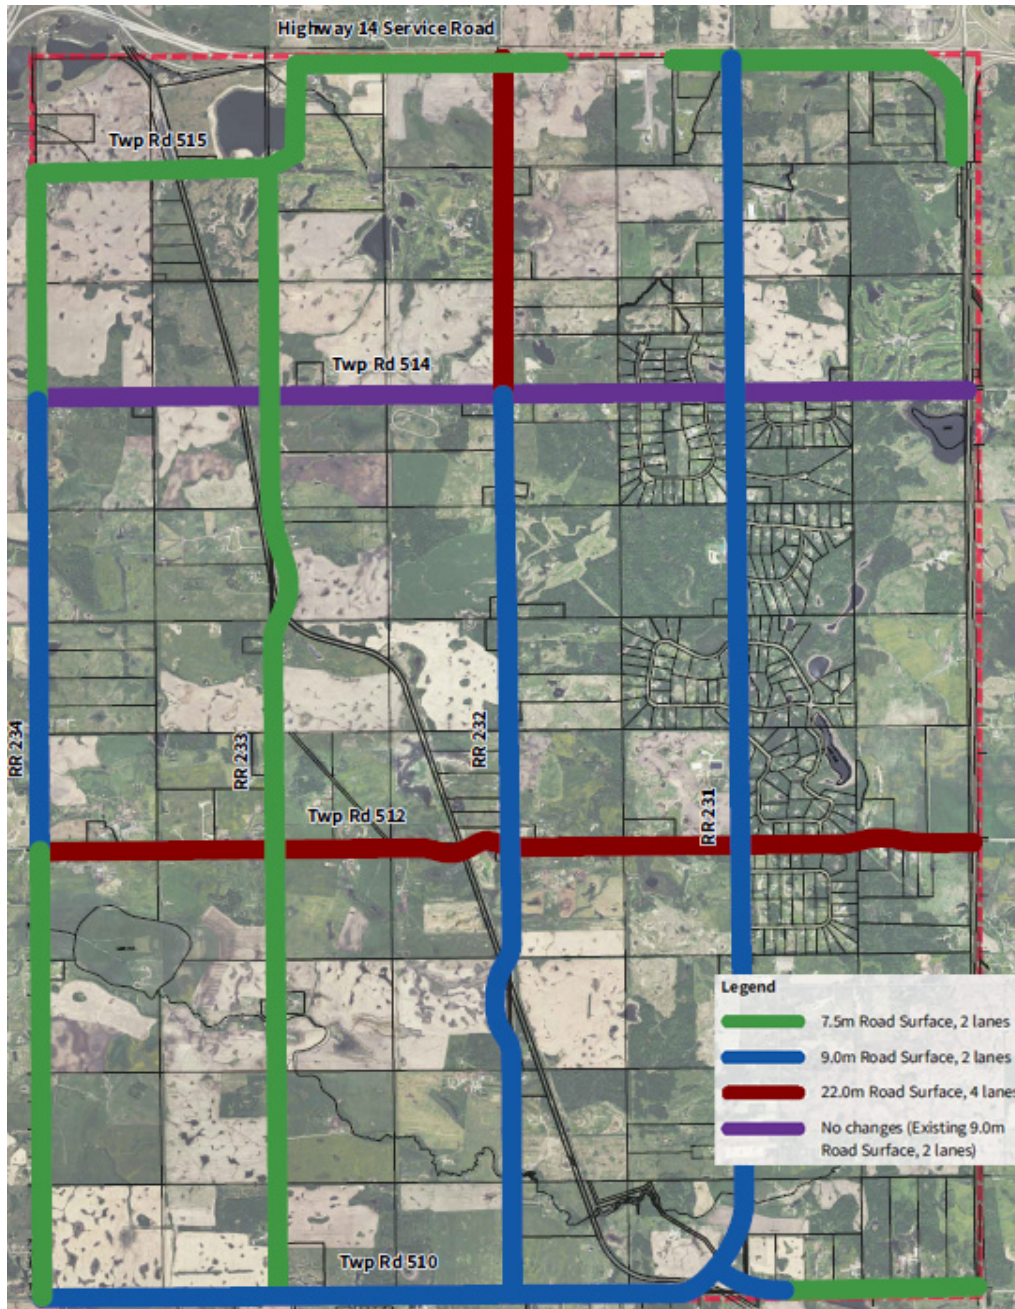 Highway 14 Service Road
Twp Rd 515
Twp Rd 514
RR 234
RR 233
RR 232
RR 231
Twp Rd 512
Legend
7.5m Road Surface, 2 lanes
9.0m Road Surface, 2 lanes
22.0m Road Surface, 4 lanes
No changes (Existing 9.0m
Road Surface, 2 lanes)
Twp Rd 510